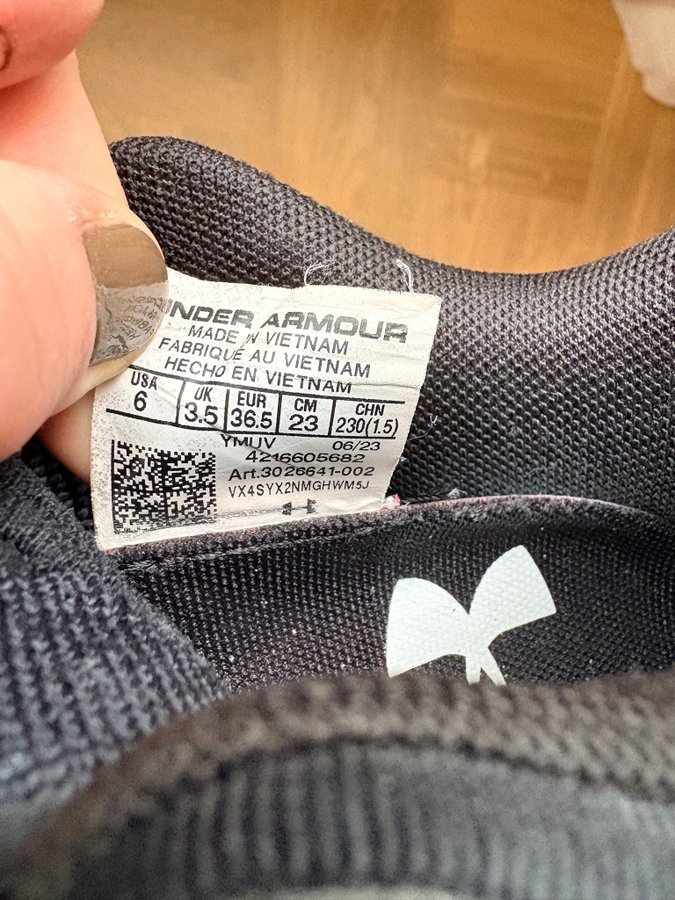 UNDER ARMOUR
MADE IN VIETNAM
FABRIQUÉ AU VIETNAM
HECHO EN VIETNAM
USA UK EUR CM CHN
6 3.5 36.5 23 230(1.5)
YMUV 06/23
4216605682
Art.3026641-002
VX4SYX2NMGHWM5J